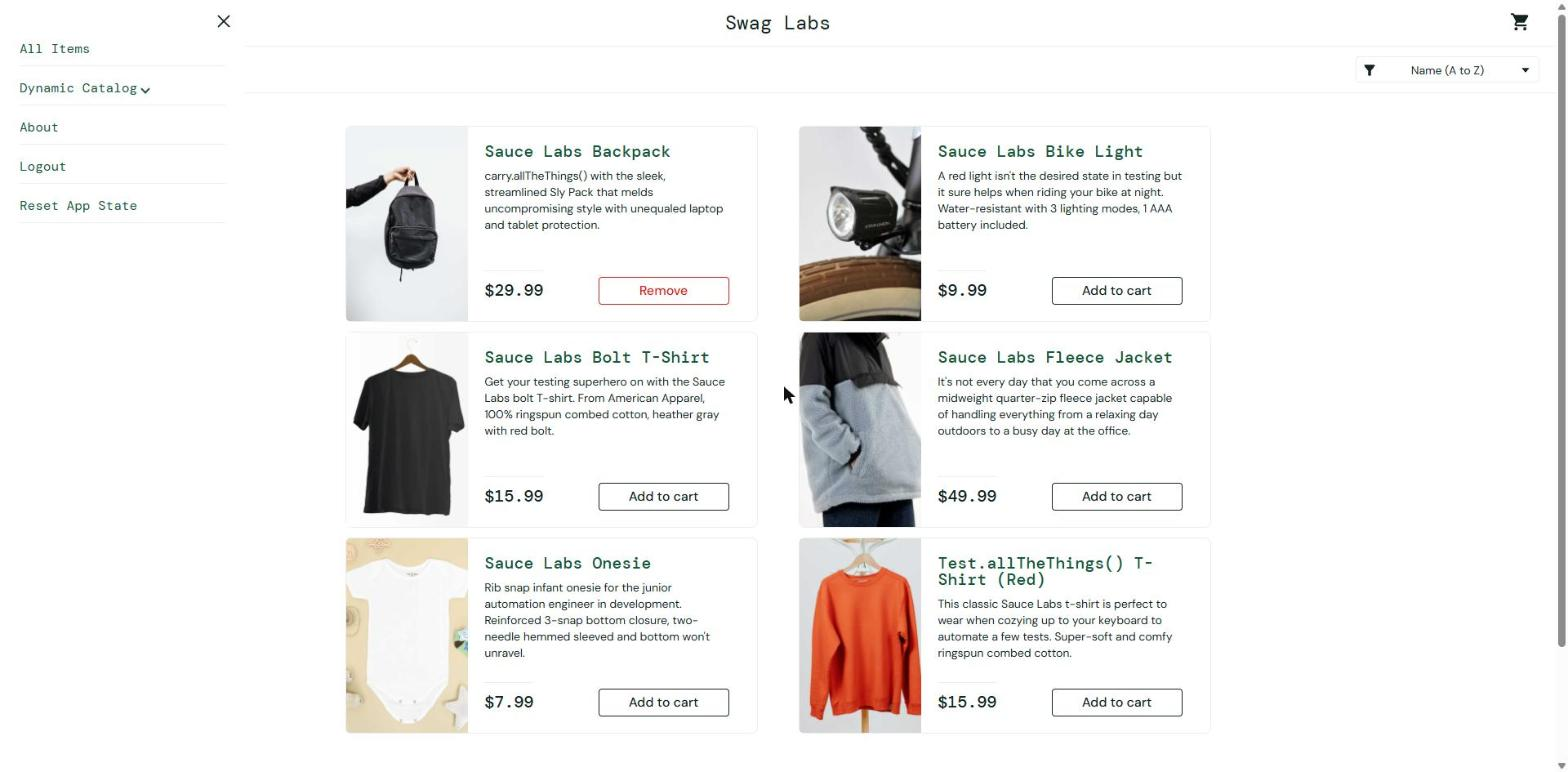 All Items
Dynamic Catalog
About
Logout
Reset App State
Swag Labs
Name (A to Z)
Sauce Labs Backpack
carry.allTheThings() with the sleek,
streamlined Sly Pack that melds
uncompromising style with unequaled laptop
and tablet protection.
$29.99
Remove
Sauce Labs Bike Light
A red light isn't the desired state in testing but
it sure helps when riding your bike at night.
Water-resistant with 3 lighting modes, 1 AAA
battery included.
$9.99
Add to cart
Sauce Labs Bolt T-Shirt
Get your testing superhero on with the Sauce
Labs bolt T-shirt. From American Apparel,
100% ringspun combed cotton, heather gray
with red bolt.
$15.99
Add to cart
Sauce Labs Fleece Jacket
It's not every day that you come across a
midweight quarter-zip fleece jacket capable
of handling everything from a relaxing day
outdoors to a busy day at the office.
$49.99
Add to cart
Sauce Labs Onesie
Rib snap infant onesie for the junior
automation engineer in development.
Reinforced 3-snap bottom closure, two-
needle hemmed sleeved and bottom won't
unravel.
$7.99
Add to cart
Test.allTheThings() T-
Shirt (Red)
This classic Sauce Labs t-shirt is perfect to
wear when cozying up to your keyboard to
automate a few tests. Super-soft and comfy
ringspun combed cotton.
$15.99
Add to cart